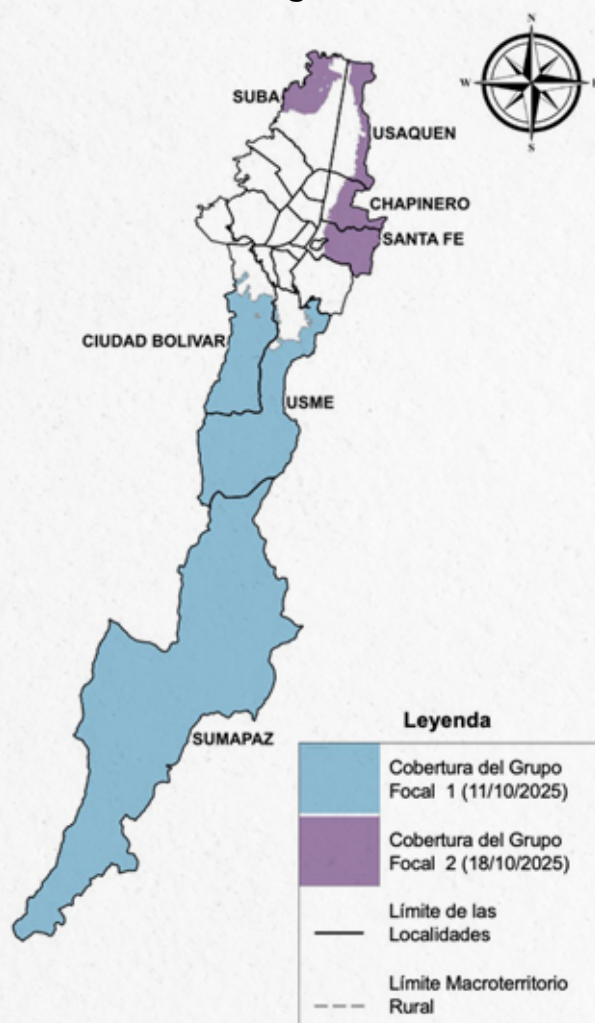 N
W
E
S
SUBA
USAQUEN
CHAPINERO
SANTA FE
CIUDAD BOLIVAR
USME
SUMAPAZ
Leyenda
Cobertura del Grupo
Focal 1 (11/10/2025)
Cobertura del Grupo
Focal 2 (18/10/2025)
Límite de las
Localidades
Límite Macroterritorio
Rural